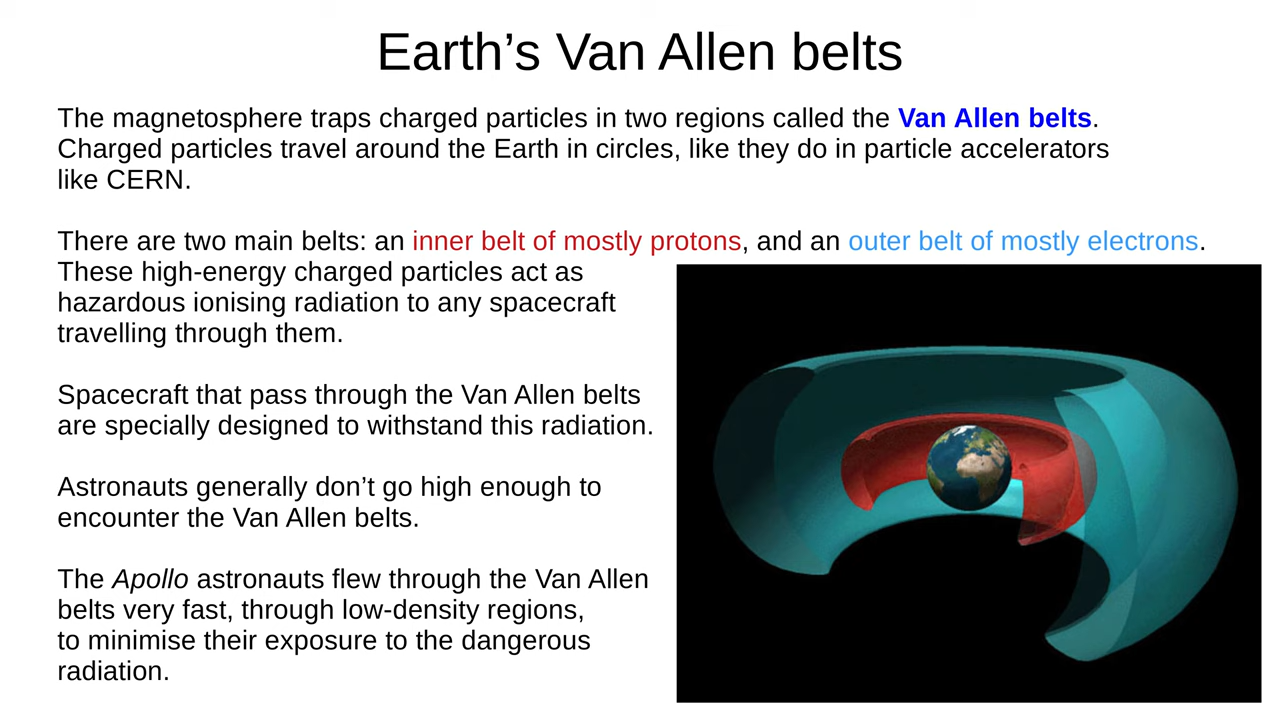 Earth’s Van Allen belts
The magnetosphere traps charged particles in two regions called the Van Allen belts.
Charged particles travel around the Earth in circles, like they do in particle accelerators
like CERN.
There are two main belts: an inner belt of mostly protons, and an outer belt of mostly electrons.
These high-energy charged particles act as
hazardous ionising radiation to any spacecraft
travelling through them.
Spacecraft that pass through the Van Allen belts
are specially designed to withstand this radiation.
Astronauts generally don’t go high enough to
encounter the Van Allen belts.
The Apollo astronauts flew through the Van Allen
belts very fast, through low-density regions,
to minimise their exposure to the dangerous
radiation.